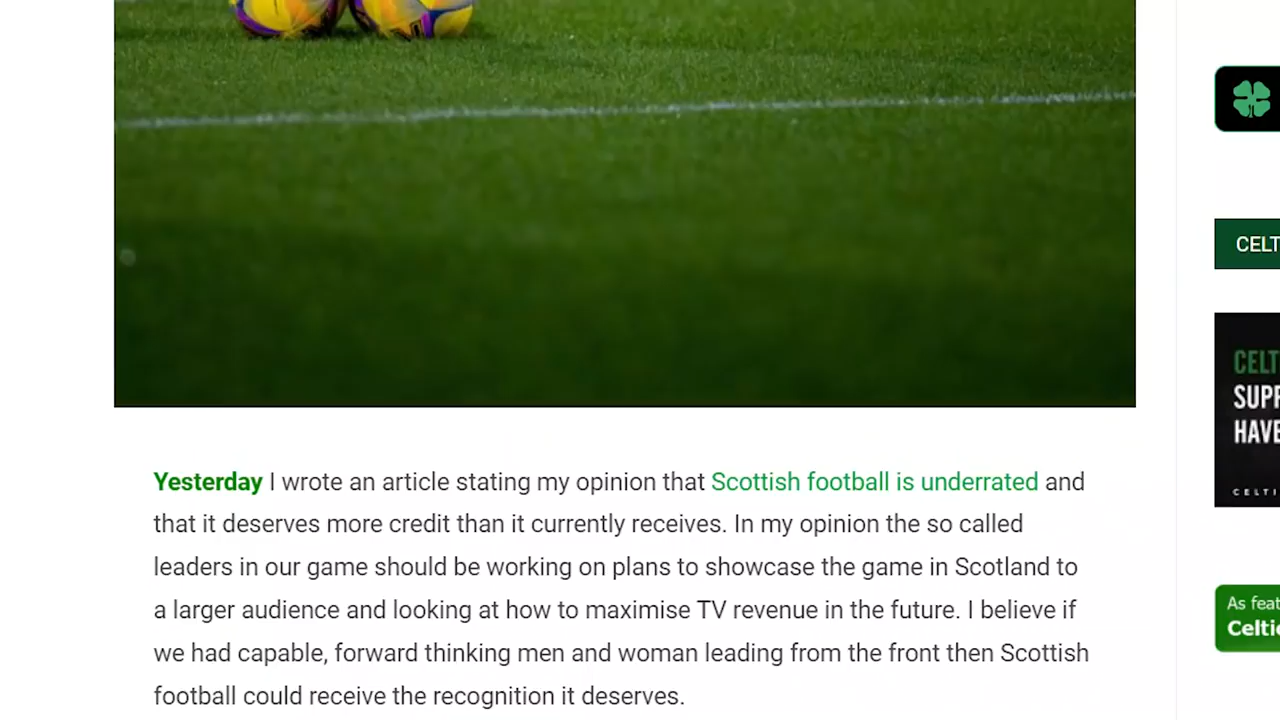 Yesterday I wrote an article stating my opinion that Scottish football is underrated and
that it deserves more credit than it currently receives. In my opinion the so called
leaders in our game should be working on plans to showcase the game in Scotland to
a larger audience and looking at how to maximise TV revenue in the future. I believe if
we had capable, forward thinking men and woman leading from the front then Scottish
football could receive the recognition it deserves.
CELT
CELT
SUPP
HAVE
CELTI
As feat
Celtic